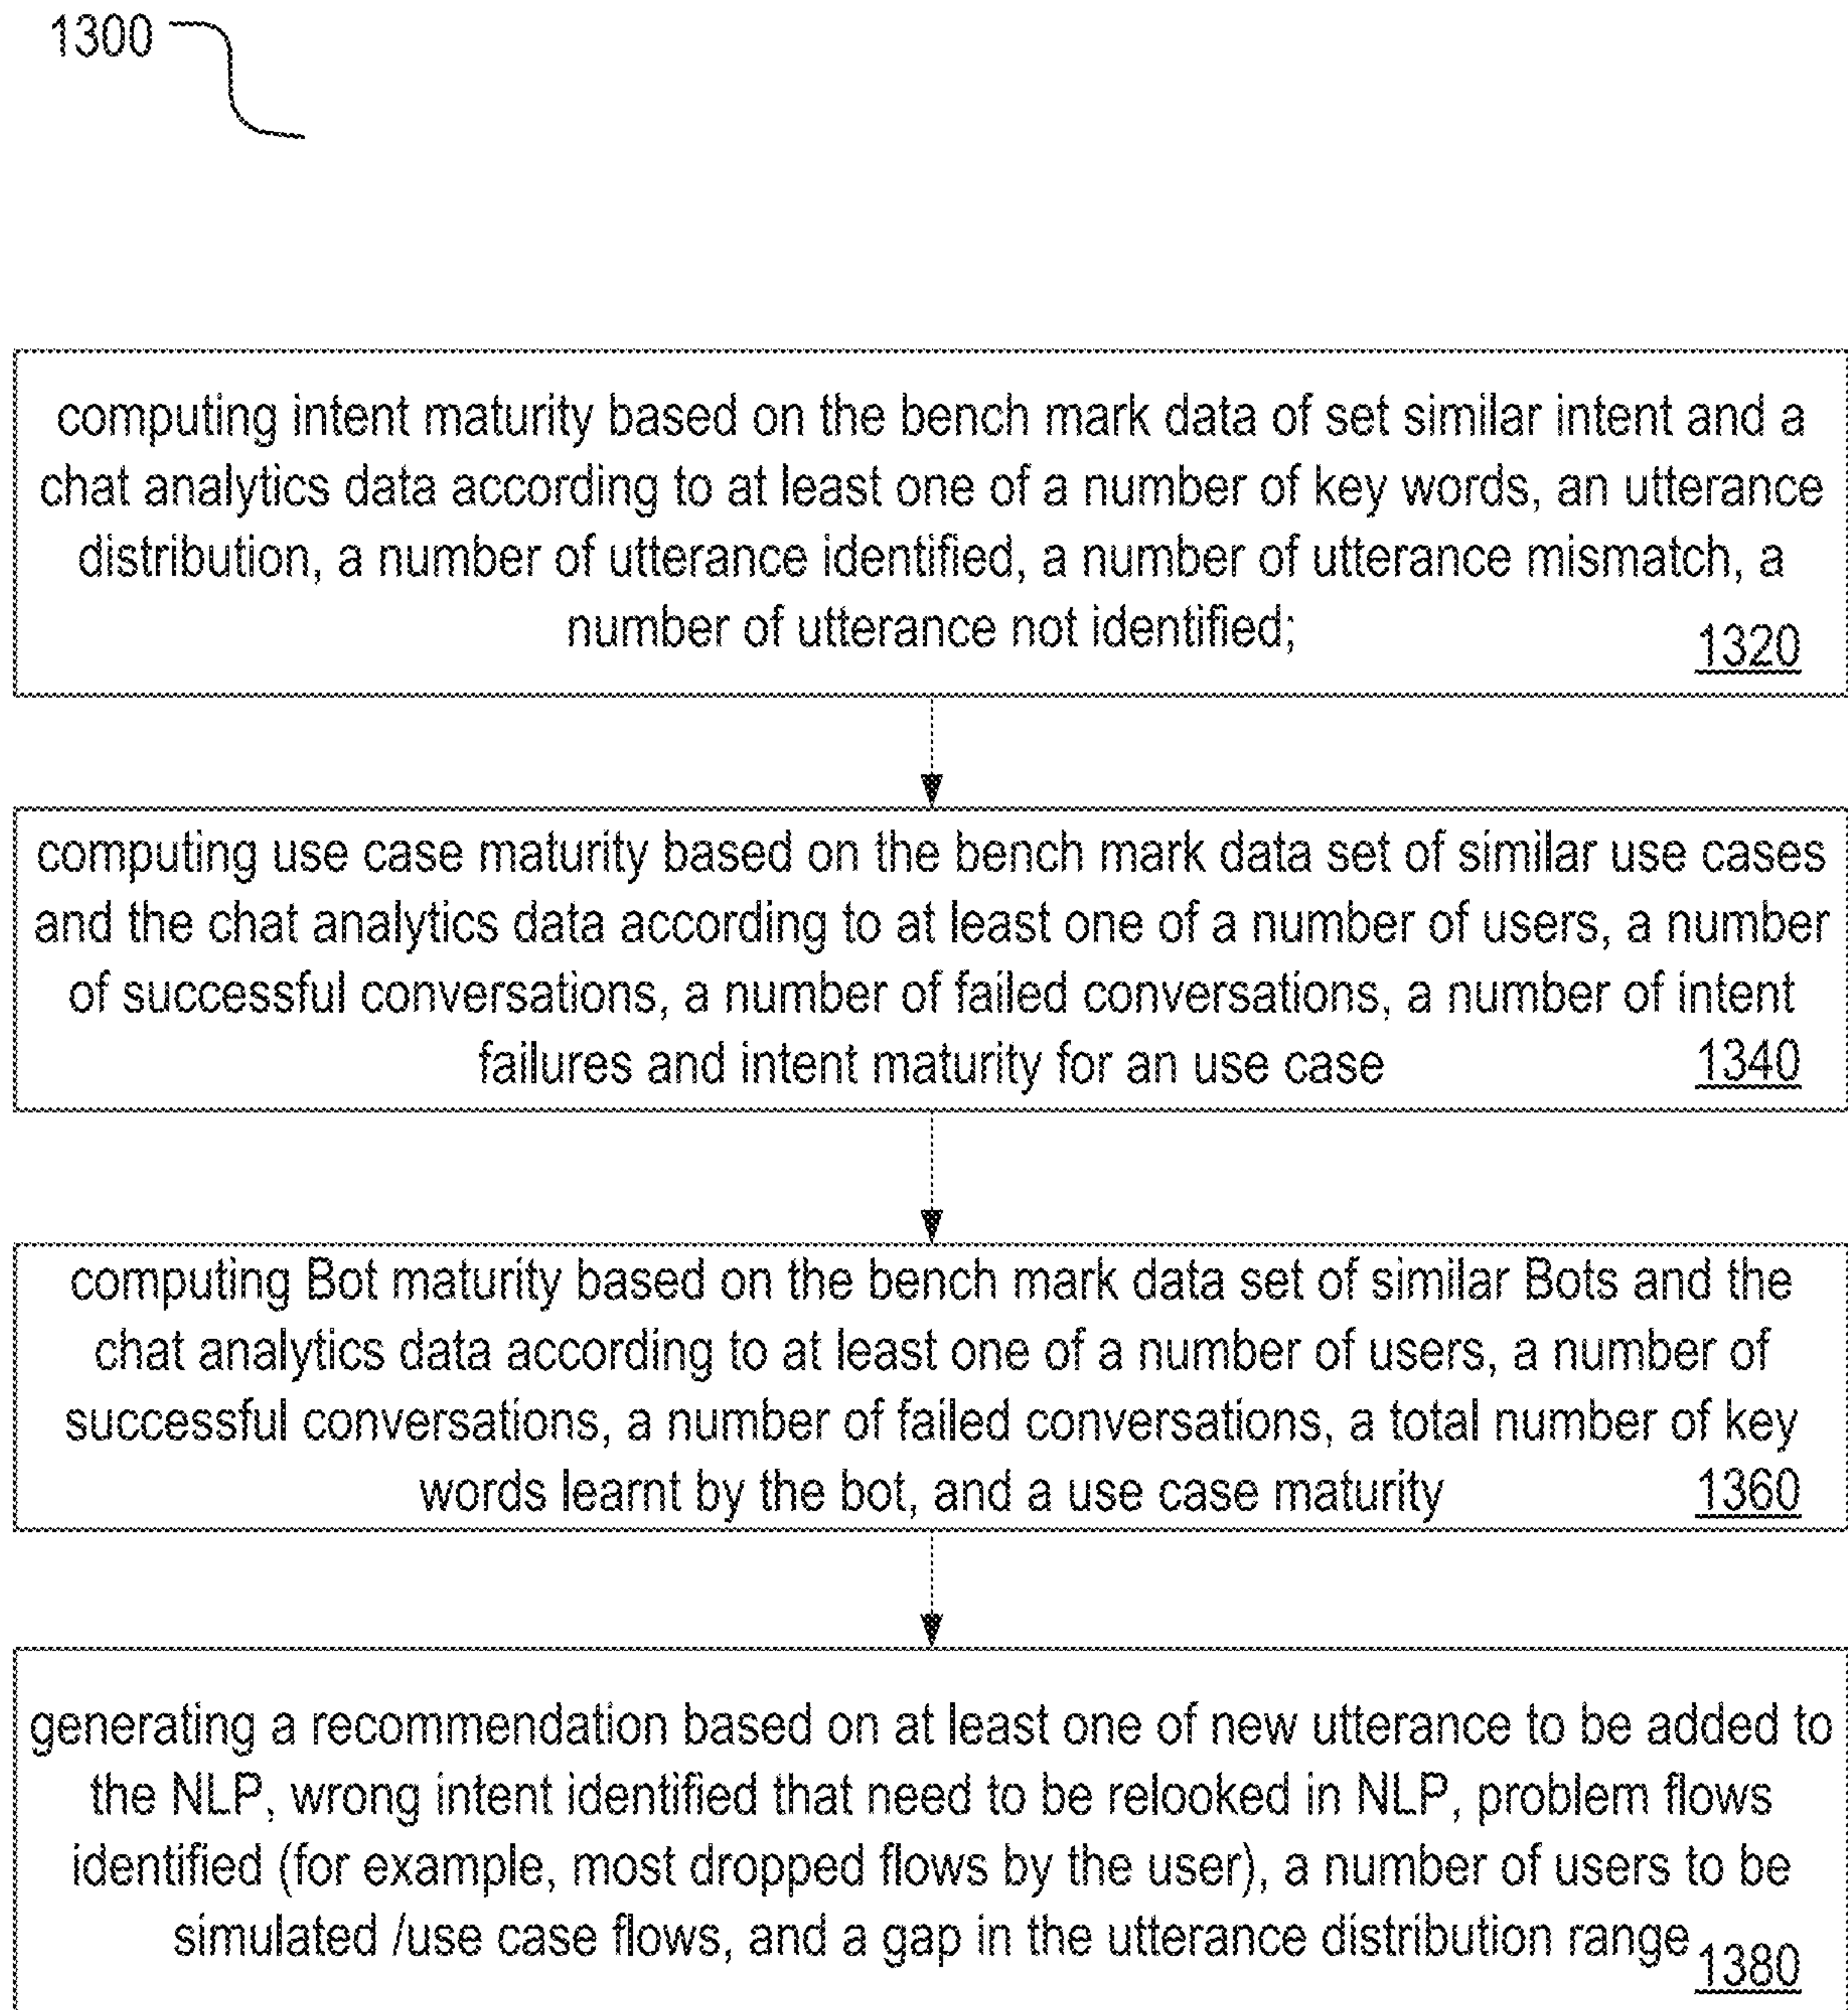 1300
computing intent maturity based on the bench mark data of set similar intent and a
chat analytics data according to at least one of a number of key words, an utterance
distribution, a number of utterance identified, a number of utterance mismatch, a
number of utterance not identified;
1320
computing use case maturity based on the bench mark data set of similar use cases
and the chat analytics data according to at least one of a number of users, a number
of successful conversations, a number of failed conversations, a number of intent
failures and intent maturity for an use case
1340
computing Bot maturity based on the bench mark data set of similar Bots and the
chat analytics data according to at least one of a number of users, a number of
successful conversations, a number of failed conversations, a total number of key
words learnt by the bot, and a use case maturity
1360
generating a recommendation based on at least one of new utterance to be added to
the NLP, wrong intent identified that need to be relooked in NLP, problem flows
identified (for example, most dropped flows by the user), a number of users to be
simulated /use case flows, and a gap in the utterance distribution range
1380